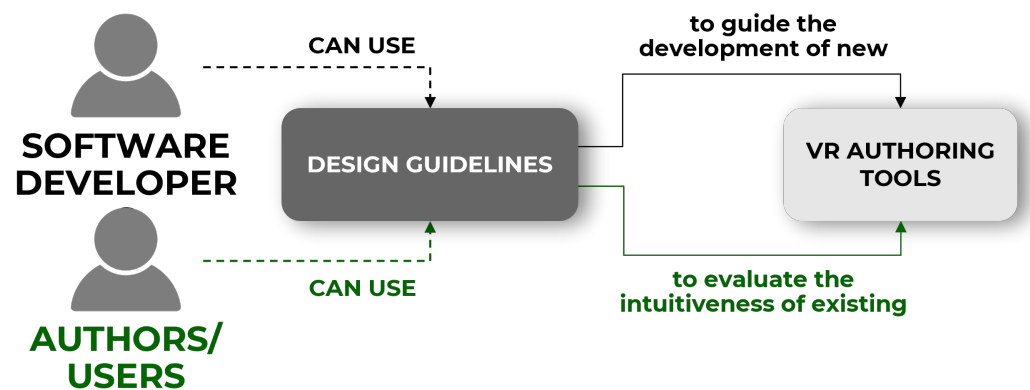 to guide the
development of new
CAN USE
SOFTWARE
DEVELOPER
DESIGN GUIDELINES
VR AUTHORING
TOOLS
CAN USE
to evaluate the
intuitiveness of existing
AUTHORS/
USERS